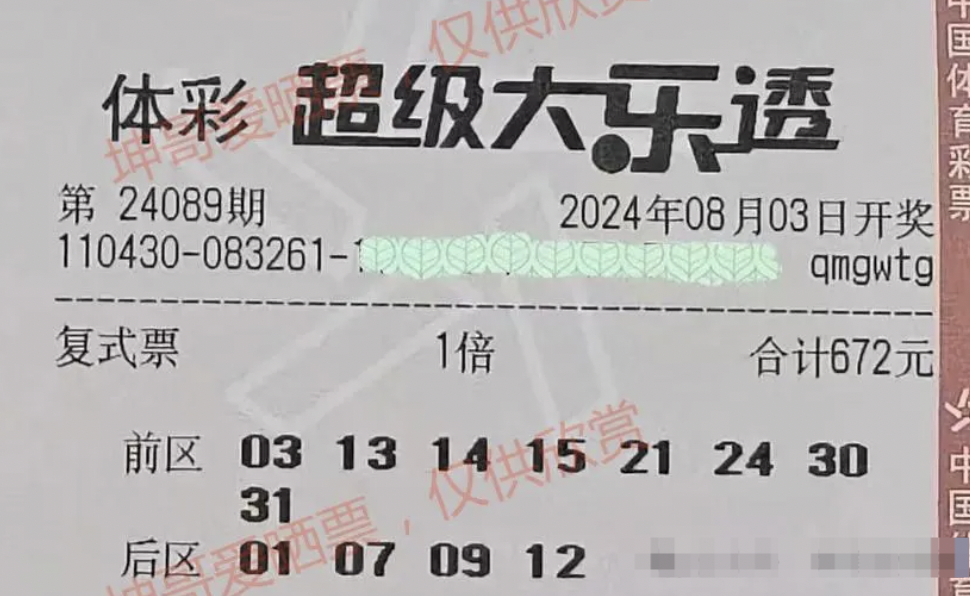 体彩 超级大乐透
第 24089期 2024年08月03日开奖
110430-083261- qmgwtg
复式票 1倍 合计672元
前区 03 13 14 15 21 24 30
31
后区 01 07 09 12
坤哥爱晒票，仅供欣赏
坤哥爱晒票，仅供欣赏
中国体育彩票
中国体育